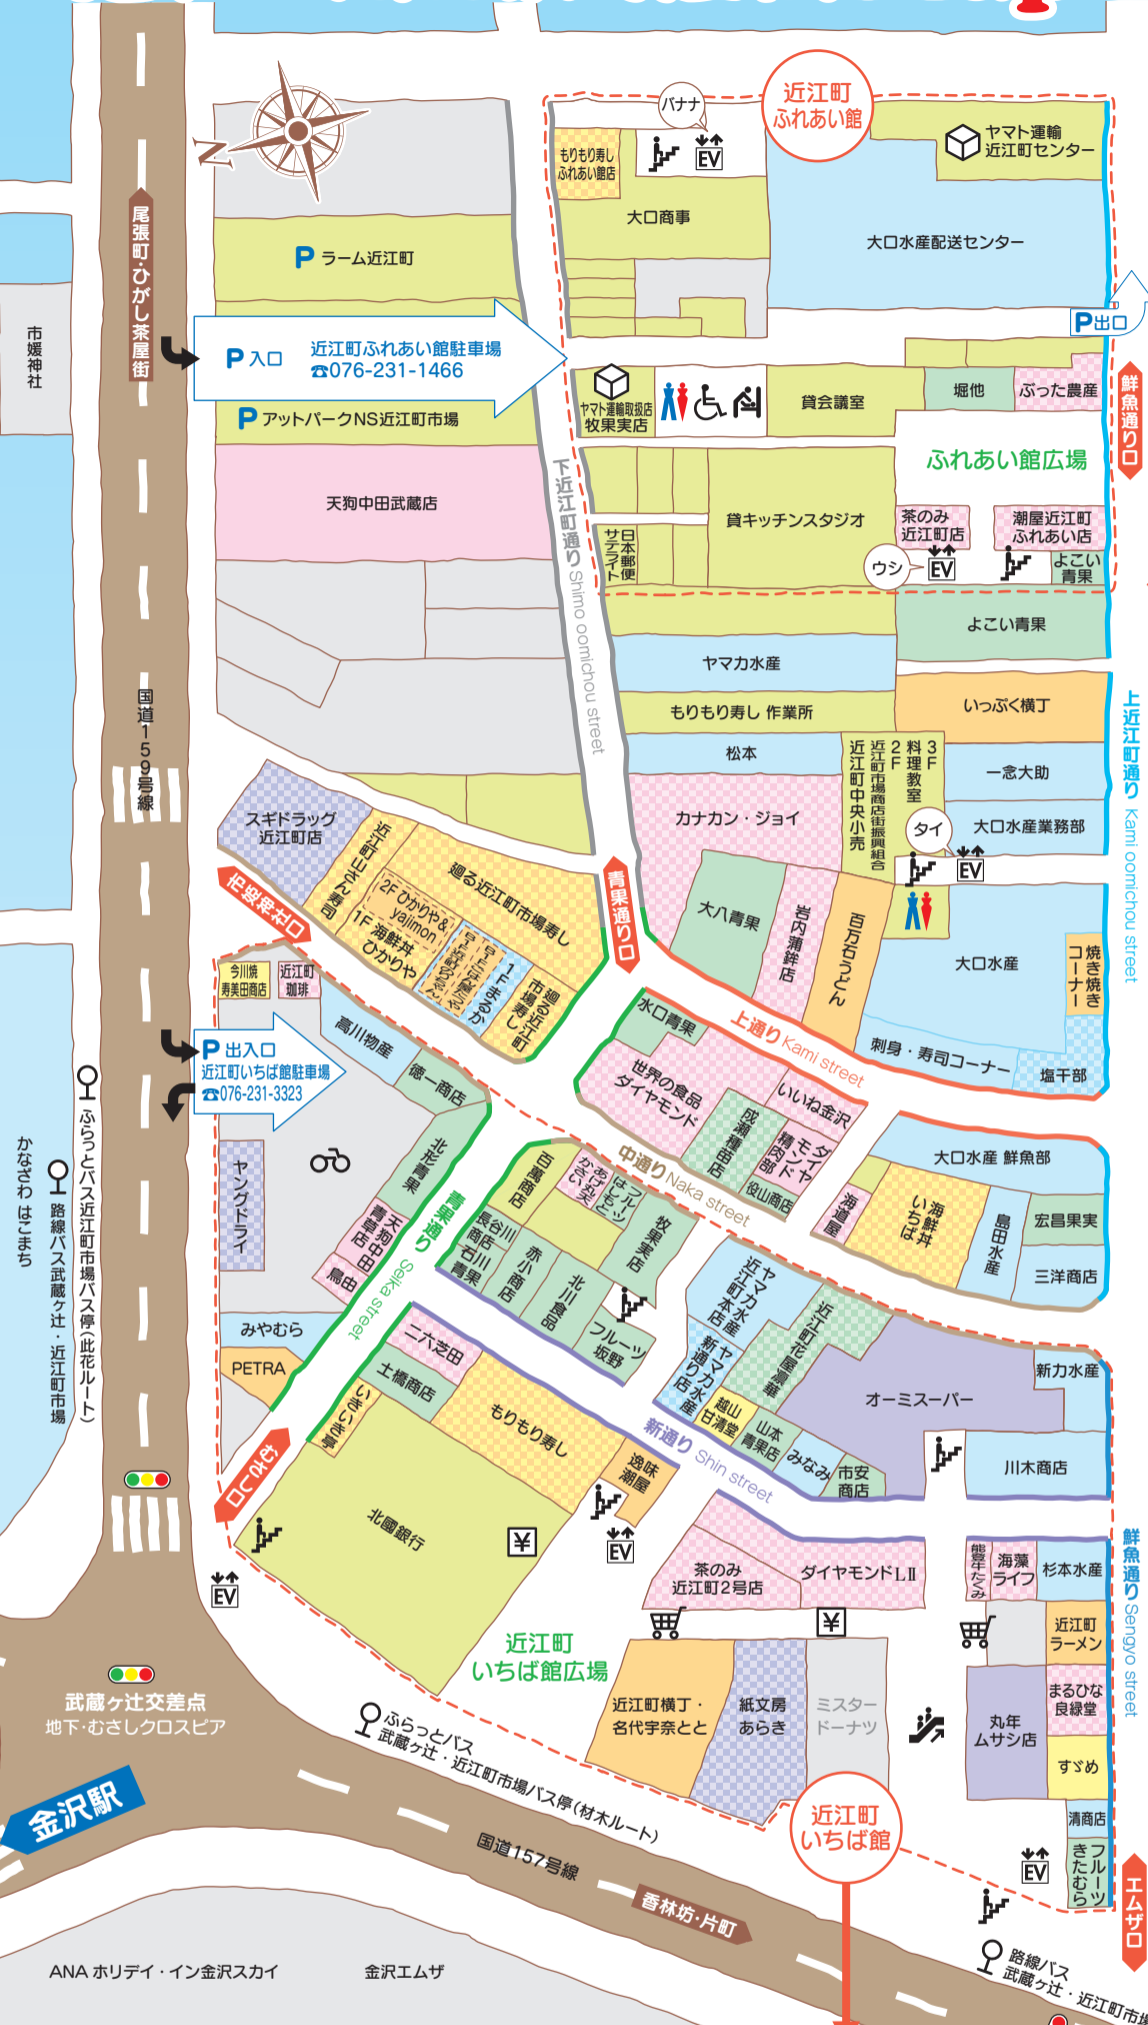 近江町
ふれあい館
バナナ
もりもり寿し
ふれあい館店
EV
ヤマト運輸
近江町センター
大口商事
大口水産配送センター
N
尾張町・ひがし茶屋街
P ラーム近江町
P出口
市媛神社
P 入口
近江町ふれあい館駐車場
☎076-231-1466
P アットパークNS近江町市場
ヤマト運輸取扱店
牧果実店
貸会議室
堀他
ぶった農産
鮮魚通り口
ふれあい館広場
天狗中田武蔵店
下近江町通り Shimo oomichou street
日本郵便
サテライト
貸キッチンスタジオ
茶のみ
近江町店
潮屋近江町
ふれあい店
ウシ
EV
よこい
青果
よこい青果
ヤマカ水産
もりもり寿し 作業所
いっぷく横丁
上近江町通り Kami oomichou street
国道159号線
松本
3F
料理教室
2F
近江町市場商店街振興組合
近江町中央小売
一念大助
大口水産業務部
カナカン・ジョイ
タイ
EV
スギドラッグ
近江町店
近江町山さん寿司
廻る近江町市場寿し
2F ひかりや&
yajimon
1F 海鮮丼
ひかりや
1Fまるか
廻る近江町
市場寿し
青果通り口
市姫神社口
大八青果
岩内蒲鉾店
百万石うどん
大口水産
焼き焼き
コーナー
刺身・寿司コーナー
塩干部
今川焼
寿美田商店
近江町
珈琲
高川物産
徳一商店
P 出入口
近江町いちば館駐車場
☎076-231-3323
水口青果
上通り Kami street
世界の食品
ダイヤモンド
いいね金沢
成瀬種苗店
ダイヤモンド
精肉部
役山商店
中通り Naka street
大口水産 鮮魚部
海道屋
海鮮丼
いちば
島田水産
宏昌果実
三洋商店
ふらっとバス近江町市場バス停(此花ルート)
路線バス武蔵ヶ辻・近江町市場
かなざわ はこまち
ヤングドライ
北形青果
天狗中田
青草店
鳥由
青果通り Seika street
百萬商店
あげ丸天
かさい
フルーツ
はしもと
牧果実店
長谷川
商店
石川
青果
赤小商店
北川食品
フルーツ
坂野
みやむら
PETRA
むさし口
二六芝田
土橋商店
いきいき亭
もりもり寿し
逸味
潮屋
新通り Shin street
ヤマカ水産
近江町本店
ヤマカ水産
新通り店
近江町花屋凛華
越山
甘清堂
山本
青果店
みなみ
市安
商店
オーミスーパー
新力水産
川木商店
北國銀行
¥
EV
EV
茶のみ
近江町2号店
ダイヤモンドLⅡ
能登牛たくみ
海藻
ライフ
杉本水産
鮮魚通り Sengyo street
近江町
いちば館広場
¥
近江町
ラーメン
近江町横丁・
名代宇奈とと
紙文房
あらき
ミスター
ドーナツ
丸年
ムサシ店
まるひな
良縁堂
すゞめ
清商店
フルーツ
きたむら
EV
エムザ口
武蔵ヶ辻交差点
地下・むさしクロスピア
金沢駅
ふらっとバス
武蔵ヶ辻・近江町市場バス停(材木ルート)
近江町
いちば館
国道157号線
香林坊・片町
路線バス
武蔵ヶ辻・近江町市場
ANA ホリデイ・イン金沢スカイ
金沢エムザ